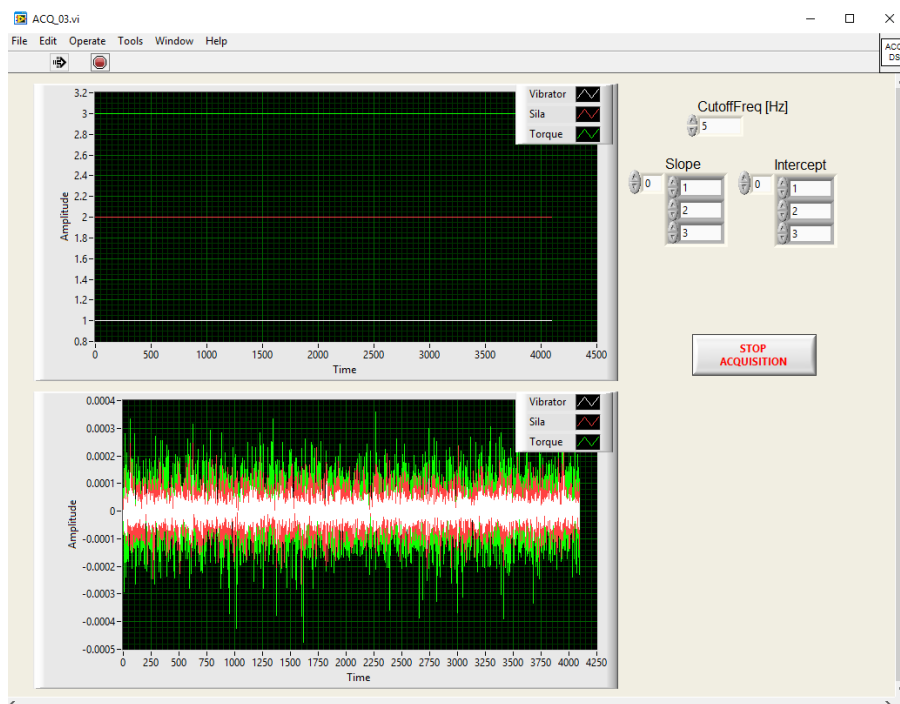 ACQ_03.vi
File Edit Operate Tools Window Help
ACQ
DS
Vibrator
Sila
Torque
3.2
3
2.8
2.6
2.4
2.2
2
1.8
1.6
1.4
1.2
1
0.8
Amplitude
0 500 1000 1500 2000 2500 3000 3500 4000 4500
Time
CutoffFreq [Hz]
5
Slope Intercept
0 1 0 1
2 2
3 3
STOP
ACQUISITION
Vibrator
Sila
Torque
0.0004
0.0003
0.0002
0.0001
0
-0.0001
-0.0002
-0.0003
-0.0004
-0.0005
Amplitude
0 250 500 750 1000 1250 1500 1750 2000 2250 2500 2750 3000 3250 3500 3750 4000 4250
Time